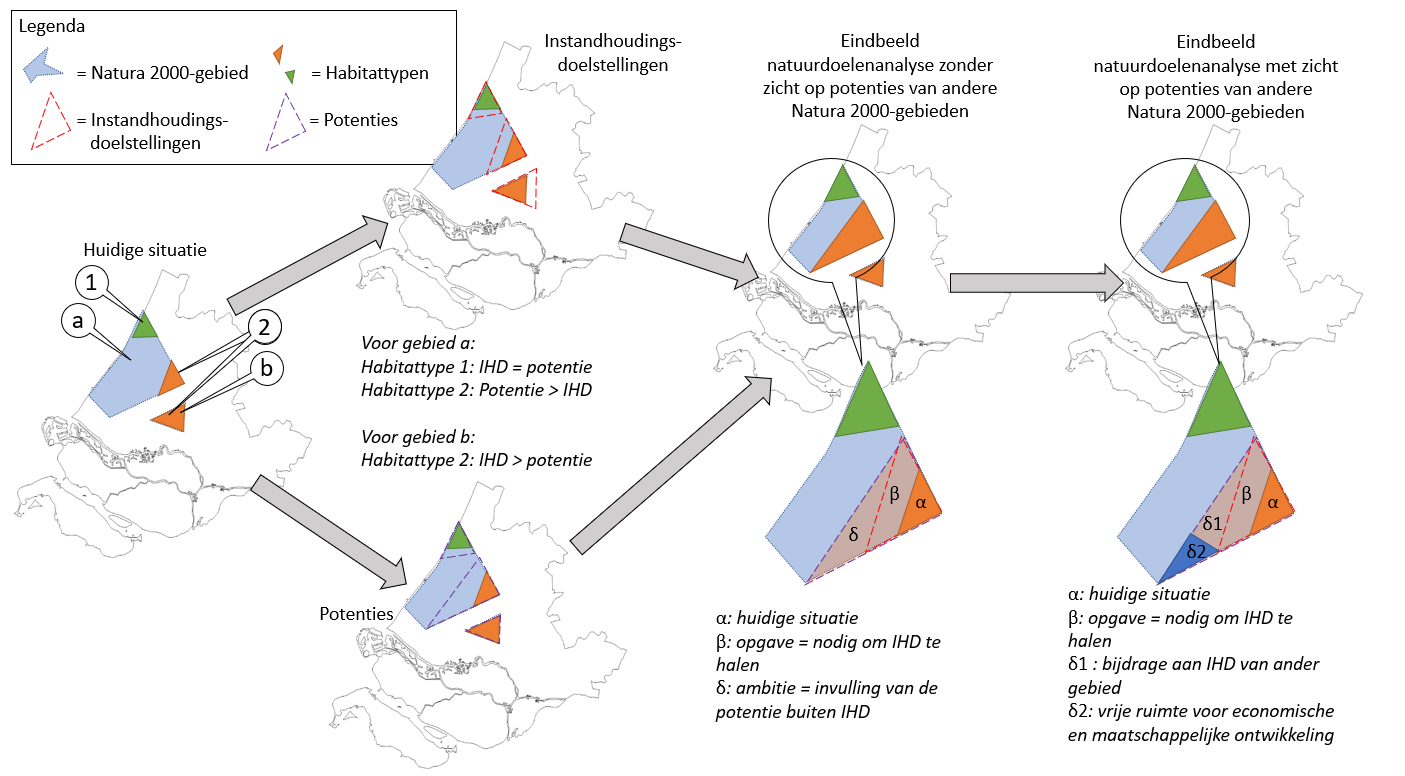 Legenda
= Natura 2000-gebied
= Habitattypen
= Instandhoudings-
doelstellingen
= Potenties
Huidige situatie
1
a
2
b
Instandhoudings-
doelstellingen
Voor gebied a:
Habitattype 1: IHD = potentie
Habitattype 2: Potentie > IHD
Voor gebied b:
Habitattype 2: IHD > potentie
Potenties
Eindbeeld
natuurdoelenanalyse zonder
zicht op potenties van andere
Natura 2000-gebieden
β
α
δ
α: huidige situatie
β: opgave = nodig om IHD te
halen
δ: ambitie = invulling van de
potentie buiten IHD
Eindbeeld
natuurdoelenanalyse met zicht
op potenties van andere
Natura 2000-gebieden
β
α
δ1
δ2
α: huidige situatie
β: opgave = nodig om IHD te
halen
δ1 : bijdrage aan IHD van ander
gebied
δ2: vrije ruimte voor economische
en maatschappelijke ontwikkeling